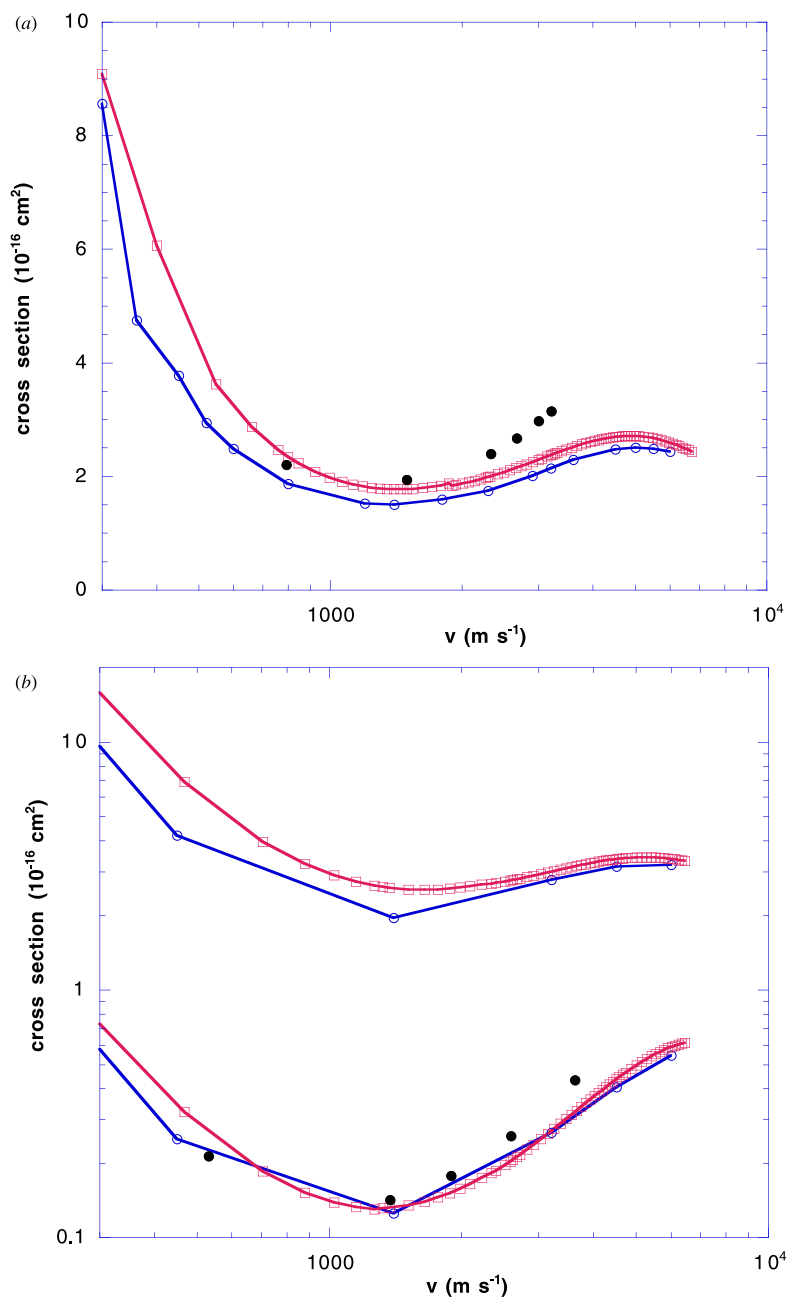 (a)
10
8
6
4
2
0
cross section (10⁻¹⁶ cm²)
1000
10⁴
v (m s⁻¹)
(b)
10
1
0.1
cross section (10⁻¹⁶ cm²)
1000
10⁴
v (m s⁻¹)